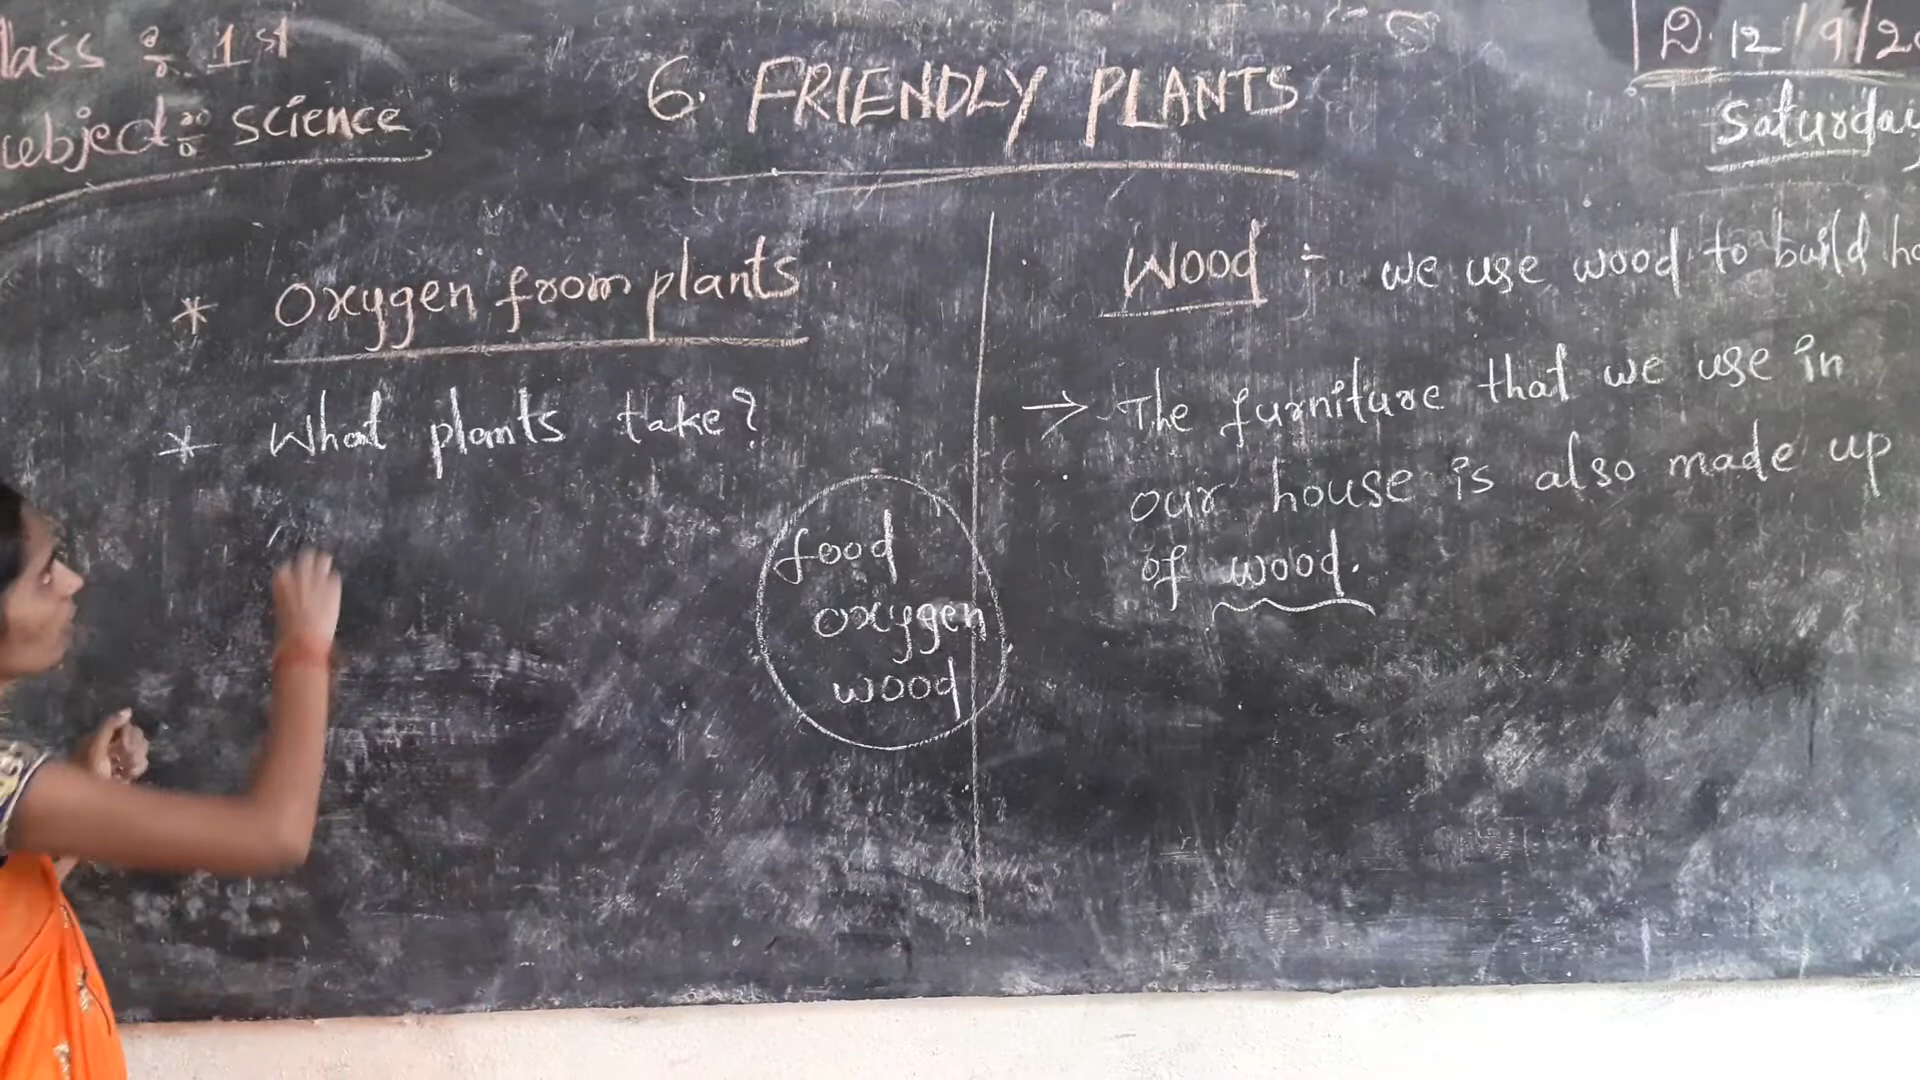 lass : 1st
ubject: science
6. FRIENDLY PLANTS
ದಿ. 12/9/20
Saturday
* Oxygen from plants
* What plants take?
food
oxygen
wood
Wood :- we use wood to build ho
→ The furniture that we use in
our house is also made up
of wood.